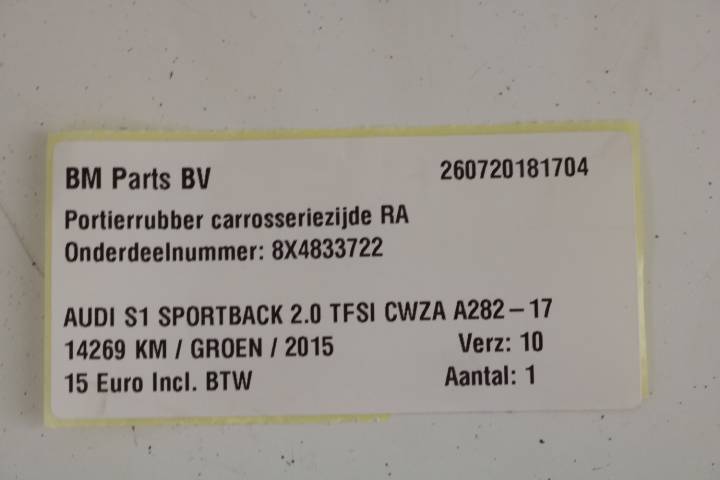 BM Parts BV 260720181704
Portierrubber carrosseriezijde RA
Onderdeelnummer: 8X4833722
AUDI S1 SPORTBACK 2.0 TFSI CWZA A282-17
14269 KM / GROEN / 2015 Verz: 10
15 Euro Incl. BTW Aantal: 1